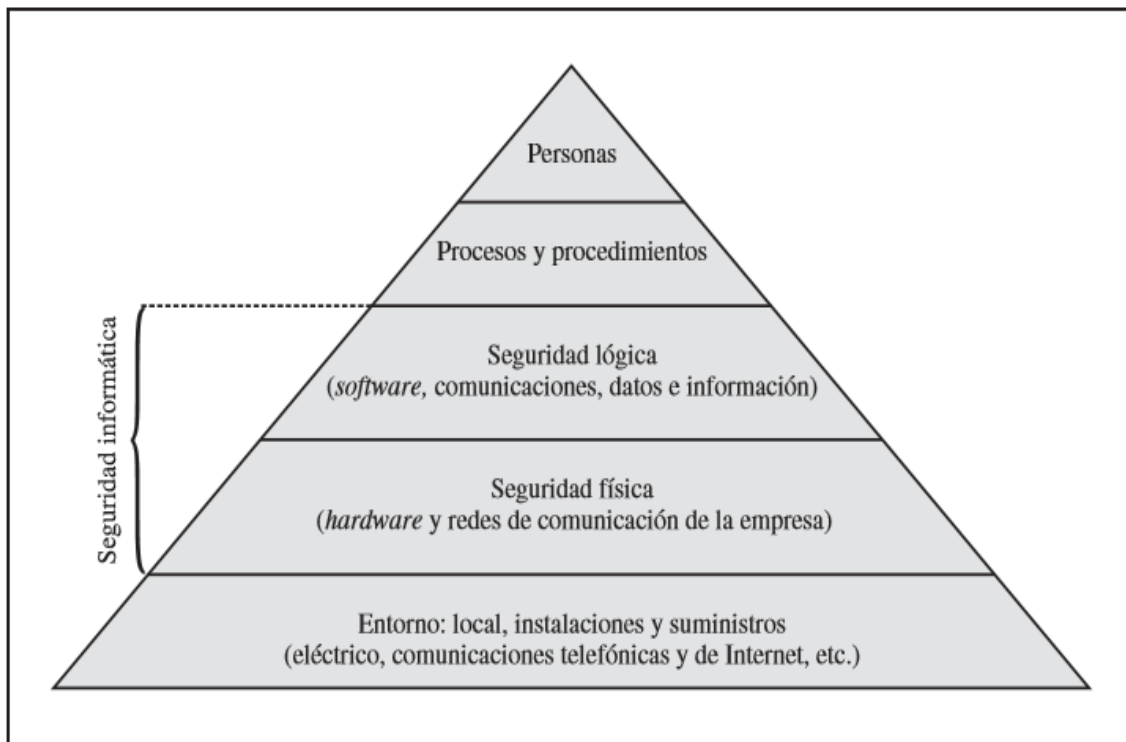 Personas
Procesos y procedimientos
Seguridad informática
Seguridad lógica
(software, comunicaciones, datos e información)
Seguridad física
(hardware y redes de comunicación de la empresa)
Entorno: local, instalaciones y suministros
(eléctrico, comunicaciones telefónicas y de Internet, etc.)